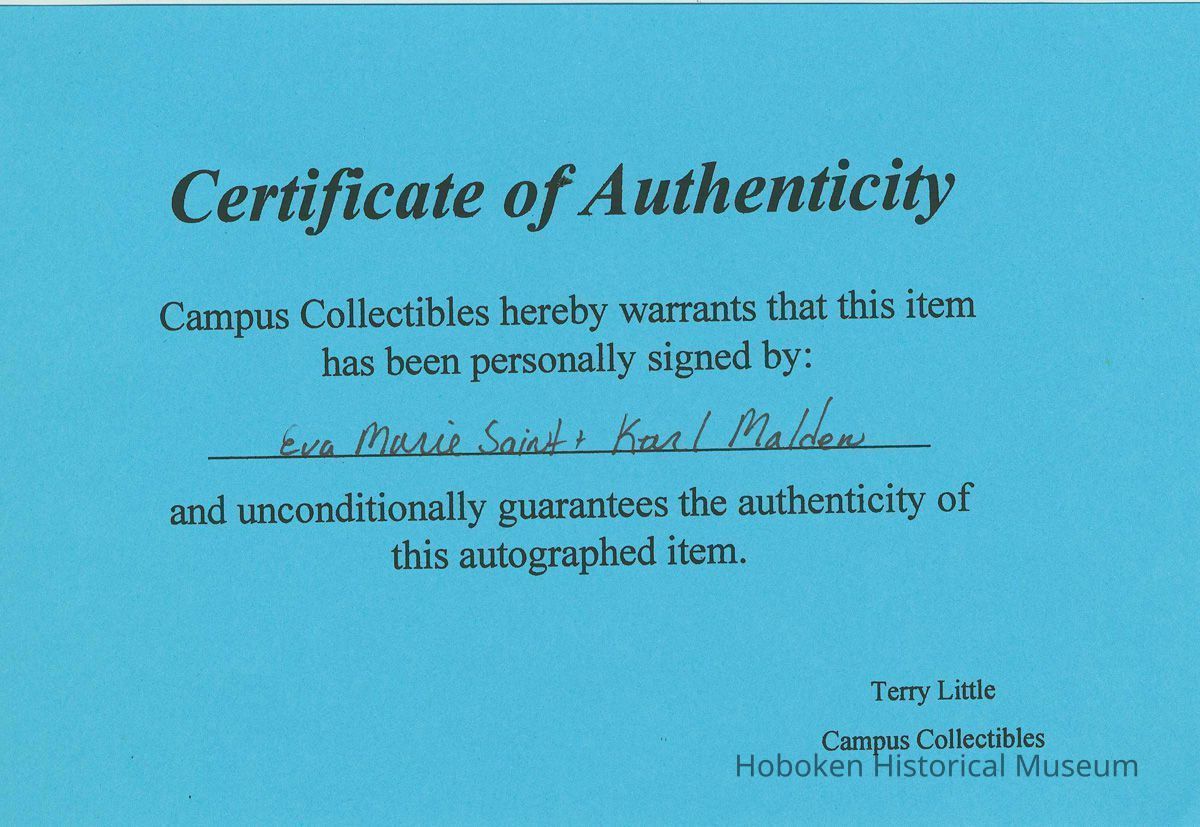 Certificate of Authenticity
Campus Collectibles hereby warrants that this item
has been personally signed by:
Eva Marie Saint + Karl Malden
and unconditionally guarantees the authenticity of
this autographed item.
Terry Little
Campus Collectibles
Hoboken Historical Museum